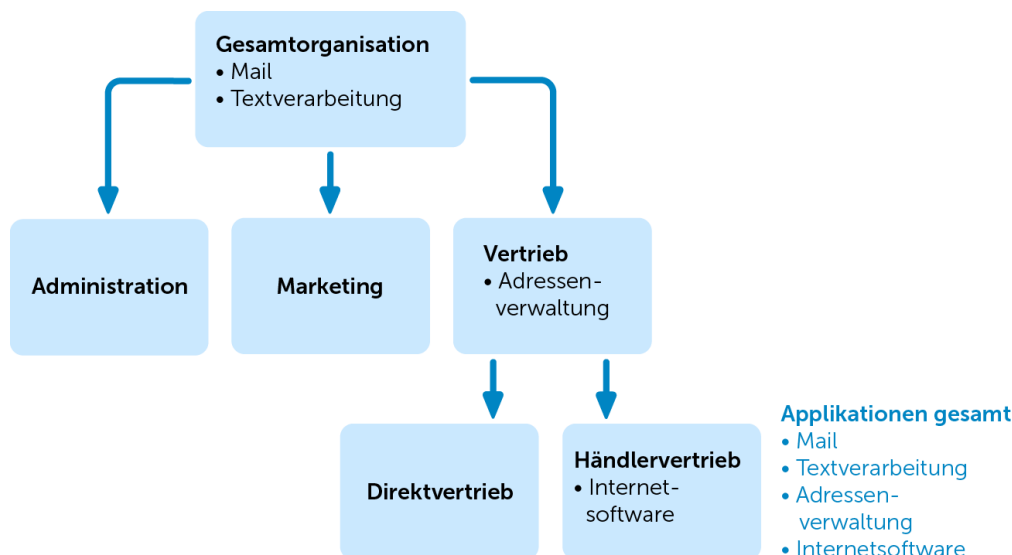 Gesamtorganisation
• Mail
• Textverarbeitung
Administration
Marketing
Vertrieb
• Adressen-
verwaltung
Direktvertrieb
Händlervertrieb
• Internet-
software
Applikationen gesamt
• Mail
• Textverarbeitung
• Adressen-
verwaltung
• Internetsoftware